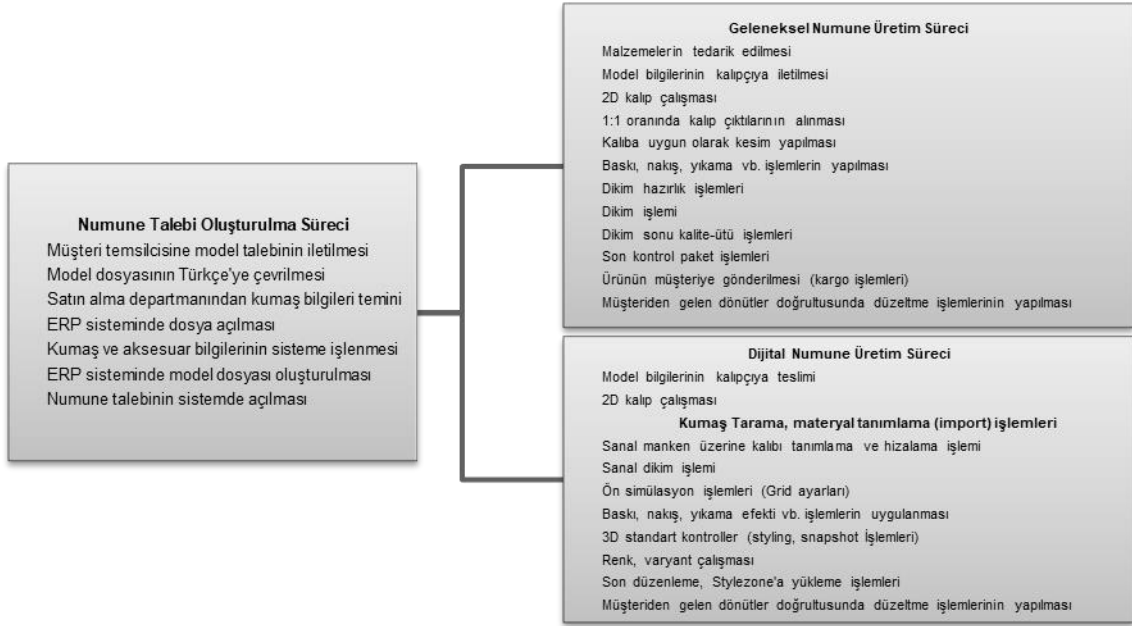 Numune Talebi Oluşturulma Süreci
Müşteri temsilcisine model talebinin iletilmesi
Model dosyasının Türkçe'ye çevrilmesi
Satın alma departmanından kumaş bilgileri temini
ERP sisteminde dosya açılması
Kumaş ve aksesuar bilgilerinin sisteme işlenmesi
ERP sisteminde model dosyası oluşturulması
Numune talebinin sistemde açılması
Geleneksel Numune Üretim Süreci
Malzemelerin tedarik edilmesi
Model bilgilerinin kalıpçıya iletilmesi
2D kalıp çalışması
1:1 oranında kalıp çıktılarının alınması
Kalıba uygun olarak kesim yapılması
Baskı, nakış, yıkama vb. işlemlerin yapılması
Dikim hazırlık işlemleri
Dikim işlemi
Dikim sonu kalite-ütü işlemleri
Son kontrol paket işlemleri
Ürünün müşteriye gönderilmesi (kargo işlemleri)
Müşteriden gelen dönütler doğrultusunda düzeltme işlemlerinin yapılması
Dijital Numune Üretim Süreci
Model bilgilerinin kalıpçıya teslimi
2D kalıp çalışması
Kumaş Tarama, materyal tanımlama (import) işlemleri
Sanal manken üzerine kalıbı tanımlama ve hizalama işlemi
Sanal dikim işlemi
Ön simülasyon işlemleri (Grid ayarları)
Baskı, nakış, yıkama efekti vb. işlemlerin uygulanması
3D standart kontroller (styling, snapshot İşlemleri)
Renk, varyant çalışması
Son düzenleme, Stylezone'a yükleme işlemleri
Müşteriden gelen dönütler doğrultusunda düzeltme işlemlerinin yapılması